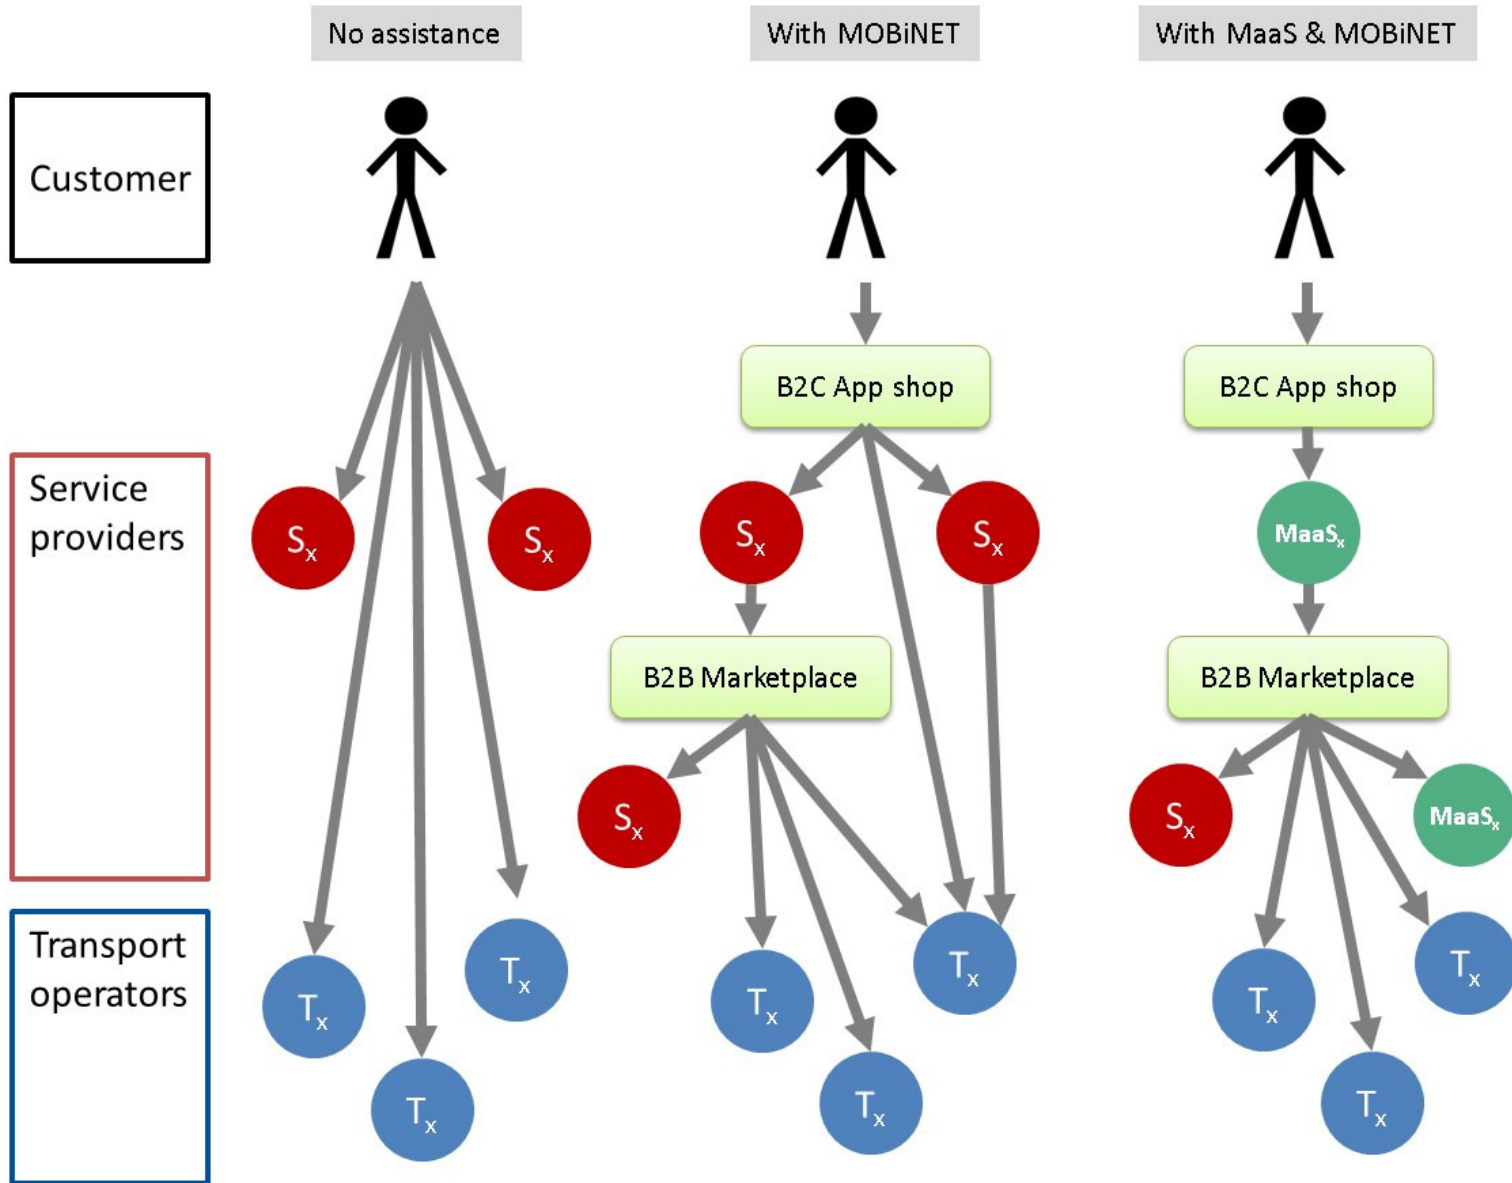 No assistance
With MOBiNET
With MaaS & MOBiNET
Customer
B2C App shop
B2C App shop
Service
providers
Sx
Sx
Sx
Sx
MaaSx
B2B Marketplace
B2B Marketplace
Sx
Sx
MaaSx
Transport
operators
Tx
Tx
Tx
Tx
Tx
Tx
Tx
Tx
Tx